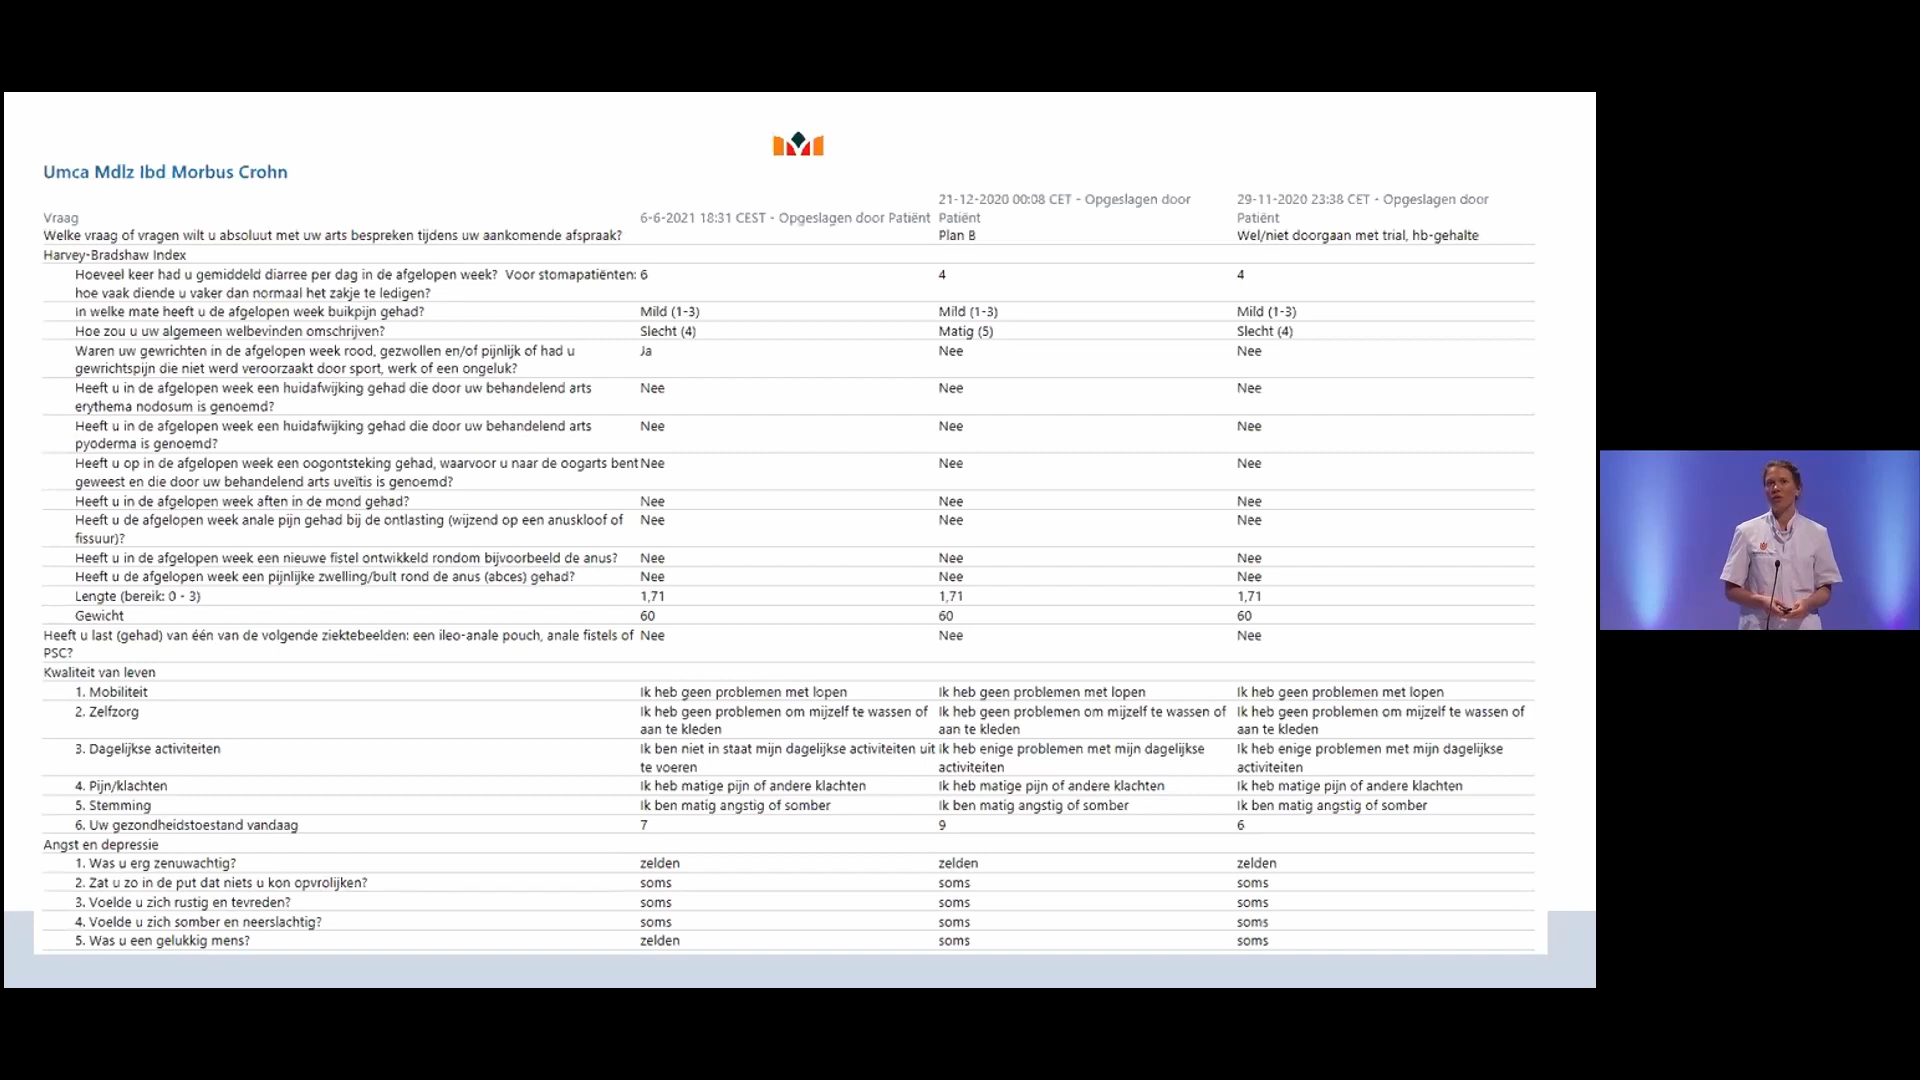 Umca Mdlz Ibd Morbus Crohn
21-12-2020 00:08 CET - Opgeslagen door 29-11-2020 23:38 CET - Opgeslagen door
Vraag 6-6-2021 18:31 CEST - Opgeslagen door Patiënt Patiënt Patiënt
Welke vraag of vragen wilt u absoluut met uw arts bespreken tijdens uw aankomende afspraak? Plan B Wel/niet doorgaan met trial, hb-gehalte
Harvey-Bradshaw Index
Hoeveel keer had u gemiddeld diarree per dag in de afgelopen week? Voor stomapatiënten: 6 4 4
hoe vaak diende u vaker dan normaal het zakje te ledigen?
In welke mate heeft u de afgelopen week buikpijn gehad? Mild (1-3) Mild (1-3) Mild (1-3)
Hoe zou u uw algemeen welbevinden omschrijven? Slecht (4) Matig (5) Slecht (4)
Waren uw gewrichten in de afgelopen week rood, gezwollen en/of pijnlijk of had u Ja Nee Nee
gewrichtspijn die niet werd veroorzaakt door sport, werk of een ongeluk?
Heeft u in de afgelopen week een huidafwijking gehad die door uw behandelend arts Nee Nee Nee
erythema nodosum is genoemd?
Heeft u in de afgelopen week een huidafwijking gehad die door uw behandelend arts Nee Nee Nee
pyoderma is genoemd?
Heeft u op in de afgelopen week een oogontsteking gehad, waarvoor u naar de oogarts bent Nee Nee Nee
geweest en die door uw behandelend arts uveïtis is genoemd?
Heeft u in de afgelopen week aften in de mond gehad? Nee Nee Nee
Heeft u de afgelopen week anale pijn gehad bij de ontlasting (wijzend op een anuskloof of Nee Nee Nee
fissuur)?
Heeft u in de afgelopen week een nieuwe fistel ontwikkeld rondom bijvoorbeeld de anus? Nee Nee Nee
Heeft u de afgelopen week een pijnlijke zwelling/bult rond de anus (abces) gehad? Nee Nee Nee
Lengte (bereik: 0 - 3) 1,71 1,71 1,71
Gewicht 60 60 60
Heeft u last (gehad) van één van de volgende ziektebeelden: een ileo-anale pouch, anale fistels of Nee Nee Nee
PSC?
Kwaliteit van leven
1. Mobiliteit Ik heb geen problemen met lopen Ik heb geen problemen met lopen Ik heb geen problemen met lopen
2. Zelfzorg Ik heb geen problemen om mijzelf te wassen of Ik heb geen problemen om mijzelf te wassen of Ik heb geen problemen om mijzelf te wassen of
aan te kleden aan te kleden aan te kleden
3. Dagelijkse activiteiten Ik ben niet in staat mijn dagelijkse activiteiten uit Ik heb enige problemen met mijn dagelijkse Ik heb enige problemen met mijn dagelijkse
te voeren activiteiten activiteiten
4. Pijn/klachten Ik heb matige pijn of andere klachten Ik heb matige pijn of andere klachten Ik heb matige pijn of andere klachten
5. Stemming Ik ben matig angstig of somber Ik ben matig angstig of somber Ik ben matig angstig of somber
6. Uw gezondheidstoestand vandaag 7 9 6
Angst en depressie
1. Was u erg zenuwachtig? zelden zelden zelden
2. Zat u zo in de put dat niets u kon opvrolijken? soms soms soms
3. Voelde u zich rustig en tevreden? soms soms soms
4. Voelde u zich somber en neerslachtig? soms soms soms
5. Was u een gelukkig mens? zelden soms soms